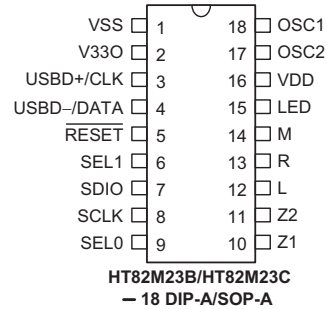 VSS 1 18 OSC1
V33O 2 17 OSC2
USBD+/CLK 3 16 VDD
USBD–/DATA 4 15 LED
RESET 5 14 M
SEL1 6 13 R
SDIO 7 12 L
SCLK 8 11 Z2
SEL0 9 10 Z1
HT82M23B/HT82M23C
– 18 DIP-A/SOP-A